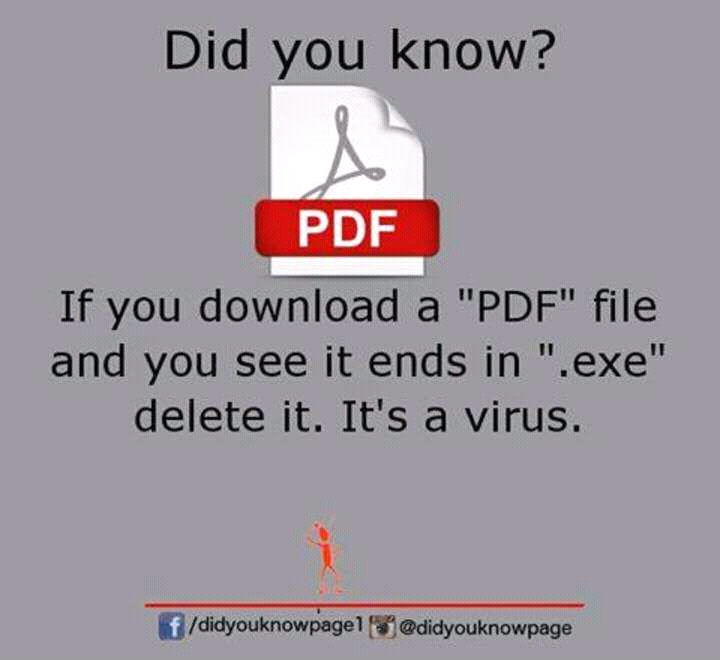 Did you know?
PDF
If you download a "PDF" file
and you see it ends in ".exe"
delete it. It's a virus.
f /didyouknowpage1 @didyouknowpage